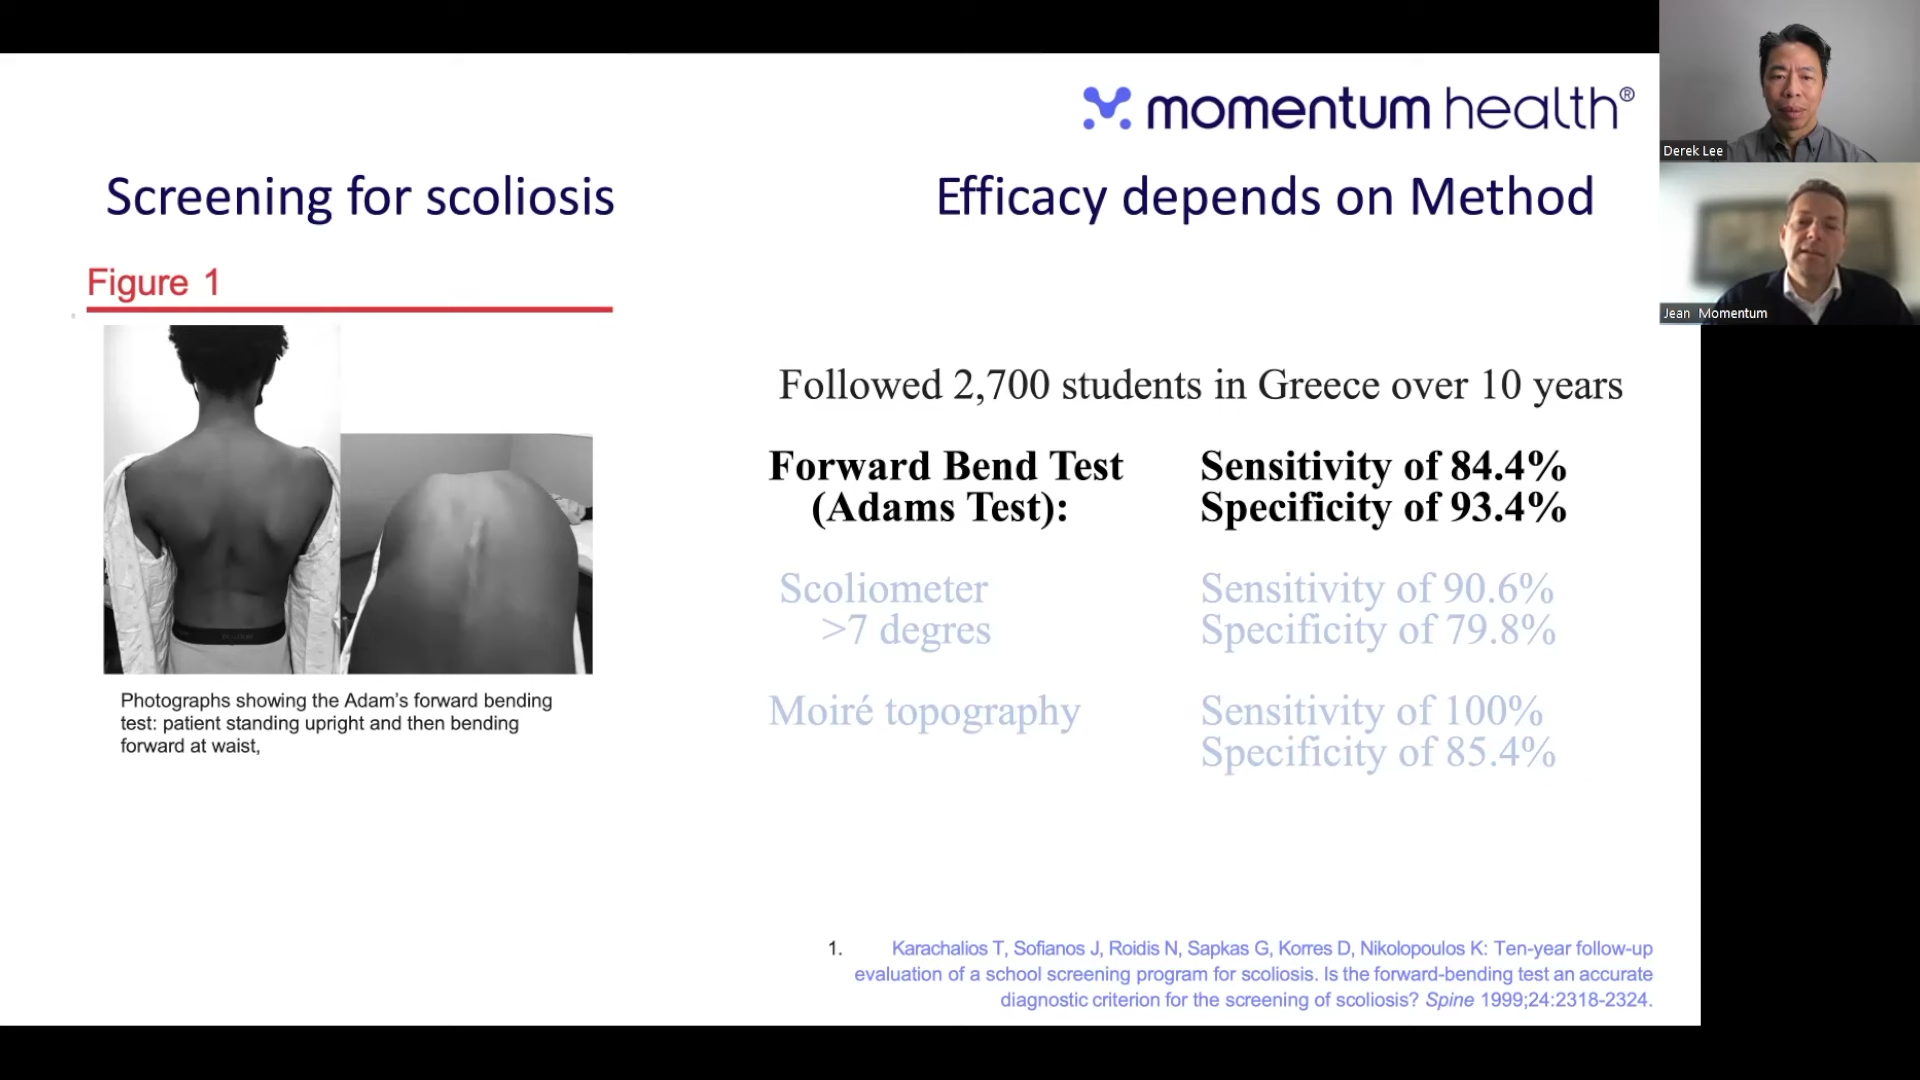 momentum health®
Derek Lee
Jean Momentum
Screening for scoliosis
Efficacy depends on Method
Figure 1
Photographs showing the Adam's forward bending
test: patient standing upright and then bending
forward at waist,
Followed 2,700 students in Greece over 10 years
Forward Bend Test Sensitivity of 84.4%
(Adams Test): Specificity of 93.4%
Scoliometer Sensitivity of 90.6%
>7 degres Specificity of 79.8%
Moiré topography Sensitivity of 100%
Specificity of 85.4%
1. Karachalios T, Sofianos J, Roidis N, Sapkas G, Korres D, Nikolopoulos K: Ten-year follow-up
evaluation of a school screening program for scoliosis. Is the forward-bending test an accurate
diagnostic criterion for the screening of scoliosis? Spine 1999;24:2318-2324.